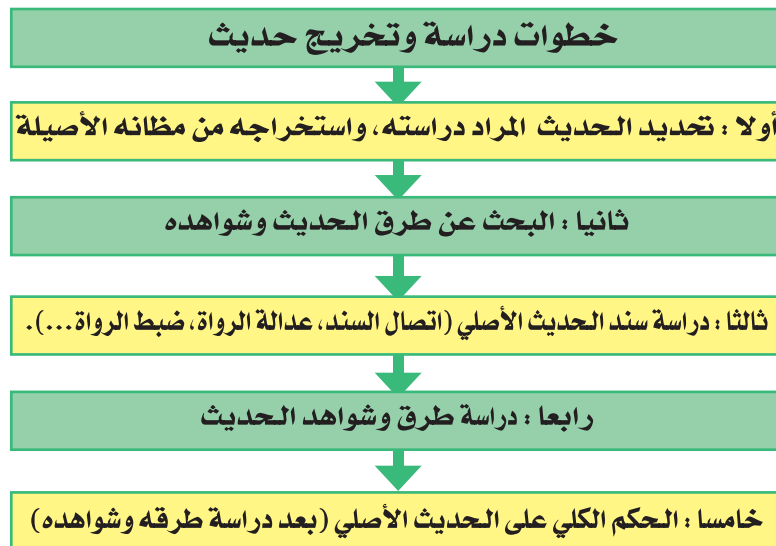 خطوات دراسة وتخريج حديث
أولا : تحديد الحديث المراد دراسته، واستخراجه من مظانه الأصيلة
ثانيا : البحث عن طرق الحديث وشواهده
ثالثا : دراسة سند الحديث الأصلي (اتصال السند، عدالة الرواة، ضبط الرواة...).
رابعا : دراسة طرق وشواهد الحديث
خامسا : الحكم الكلي على الحديث الأصلي (بعد دراسة طرقه وشواهده)